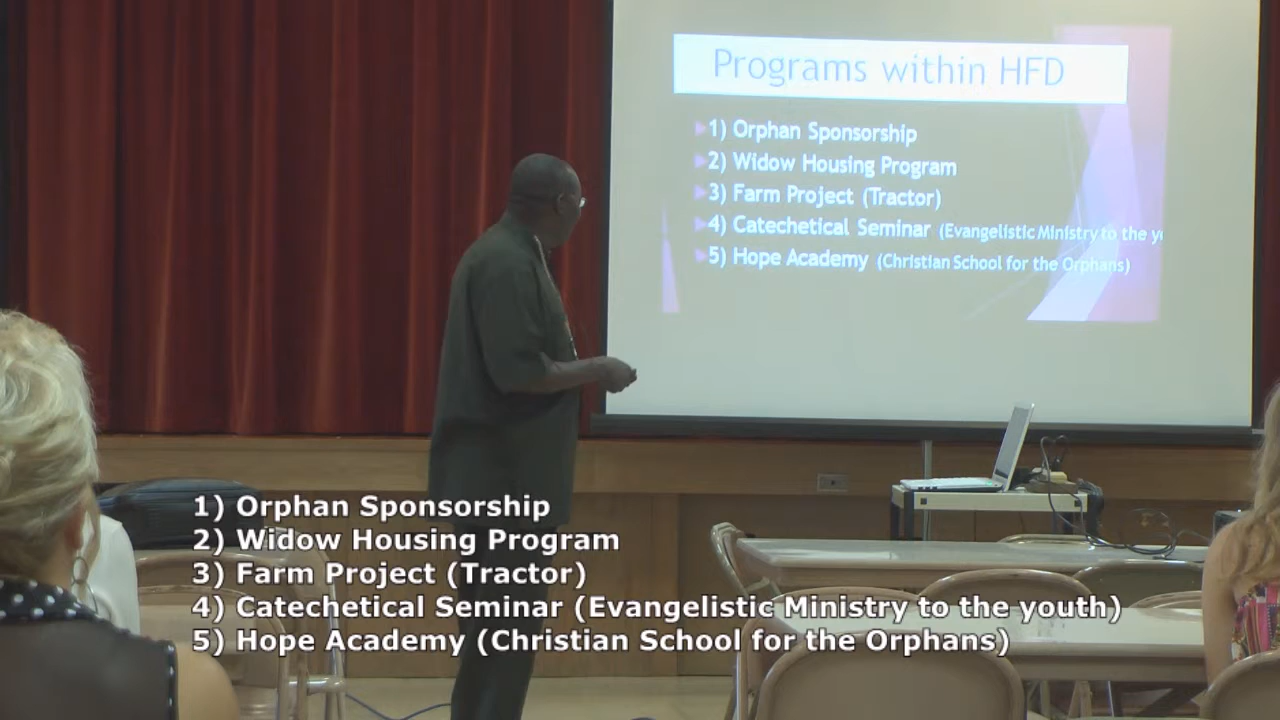 Programs within HFD
1) Orphan Sponsorship
2) Widow Housing Program
3) Farm Project (Tractor)
4) Catechetical Seminar (Evangelistic Ministry to the y
5) Hope Academy (Christian School for the Orphans)
1) Orphan Sponsorship
2) Widow Housing Program
3) Farm Project (Tractor)
4) Catechetical Seminar (Evangelistic Ministry to the youth)
5) Hope Academy (Christian School for the Orphans)